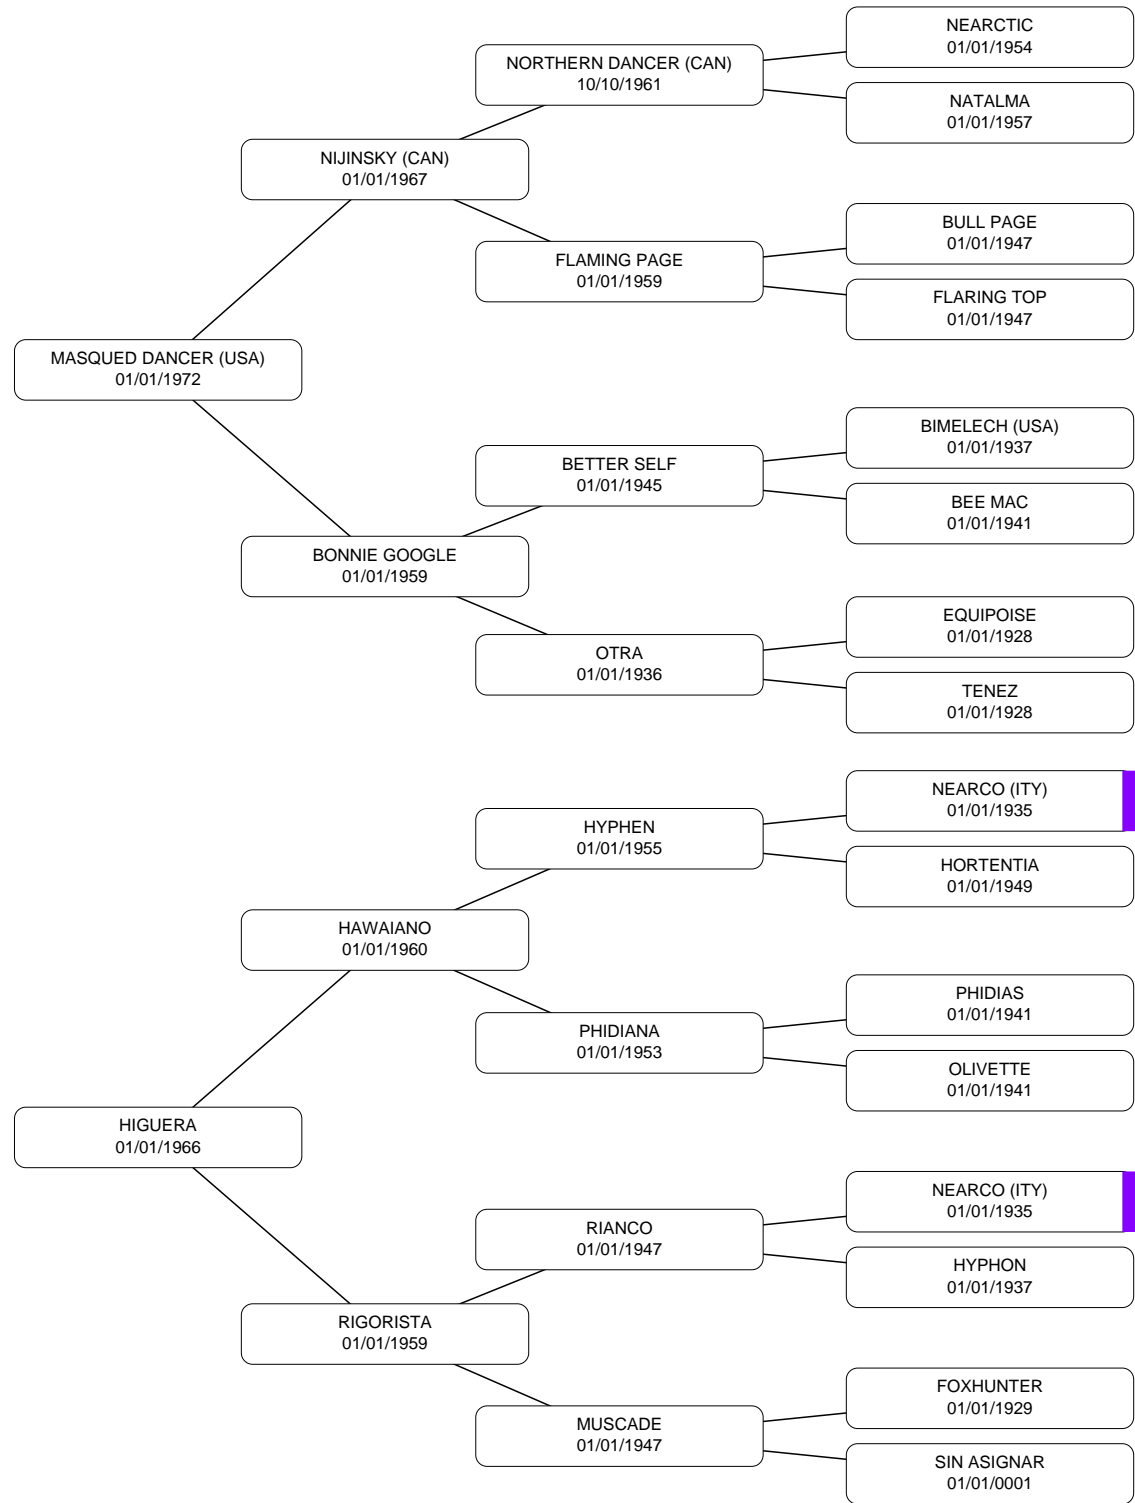 NEARCTIC
01/01/1954
NORTHERN DANCER (CAN)
10/10/1961
NATALMA
01/01/1957
NIJINSKY (CAN)
01/01/1967
BULL PAGE
01/01/1947
FLAMING PAGE
01/01/1959
FLARING TOP
01/01/1947
MASQUED DANCER (USA)
01/01/1972
BIMELECH (USA)
01/01/1937
BETTER SELF
01/01/1945
BEE MAC
01/01/1941
BONNIE GOOGLE
01/01/1959
EQUIPOISE
01/01/1928
OTRA
01/01/1936
TENEZ
01/01/1928
NEARCO (ITY)
01/01/1935
HYPHEN
01/01/1955
HORTENTIA
01/01/1949
HAWAIANO
01/01/1960
PHIDIAS
01/01/1941
PHIDIANA
01/01/1953
OLIVETTE
01/01/1941
HIGUERA
01/01/1966
NEARCO (ITY)
01/01/1935
RIANCO
01/01/1947
HYPHON
01/01/1937
RIGORISTA
01/01/1959
FOXHUNTER
01/01/1929
MUSCADE
01/01/1947
SIN ASIGNAR
01/01/0001